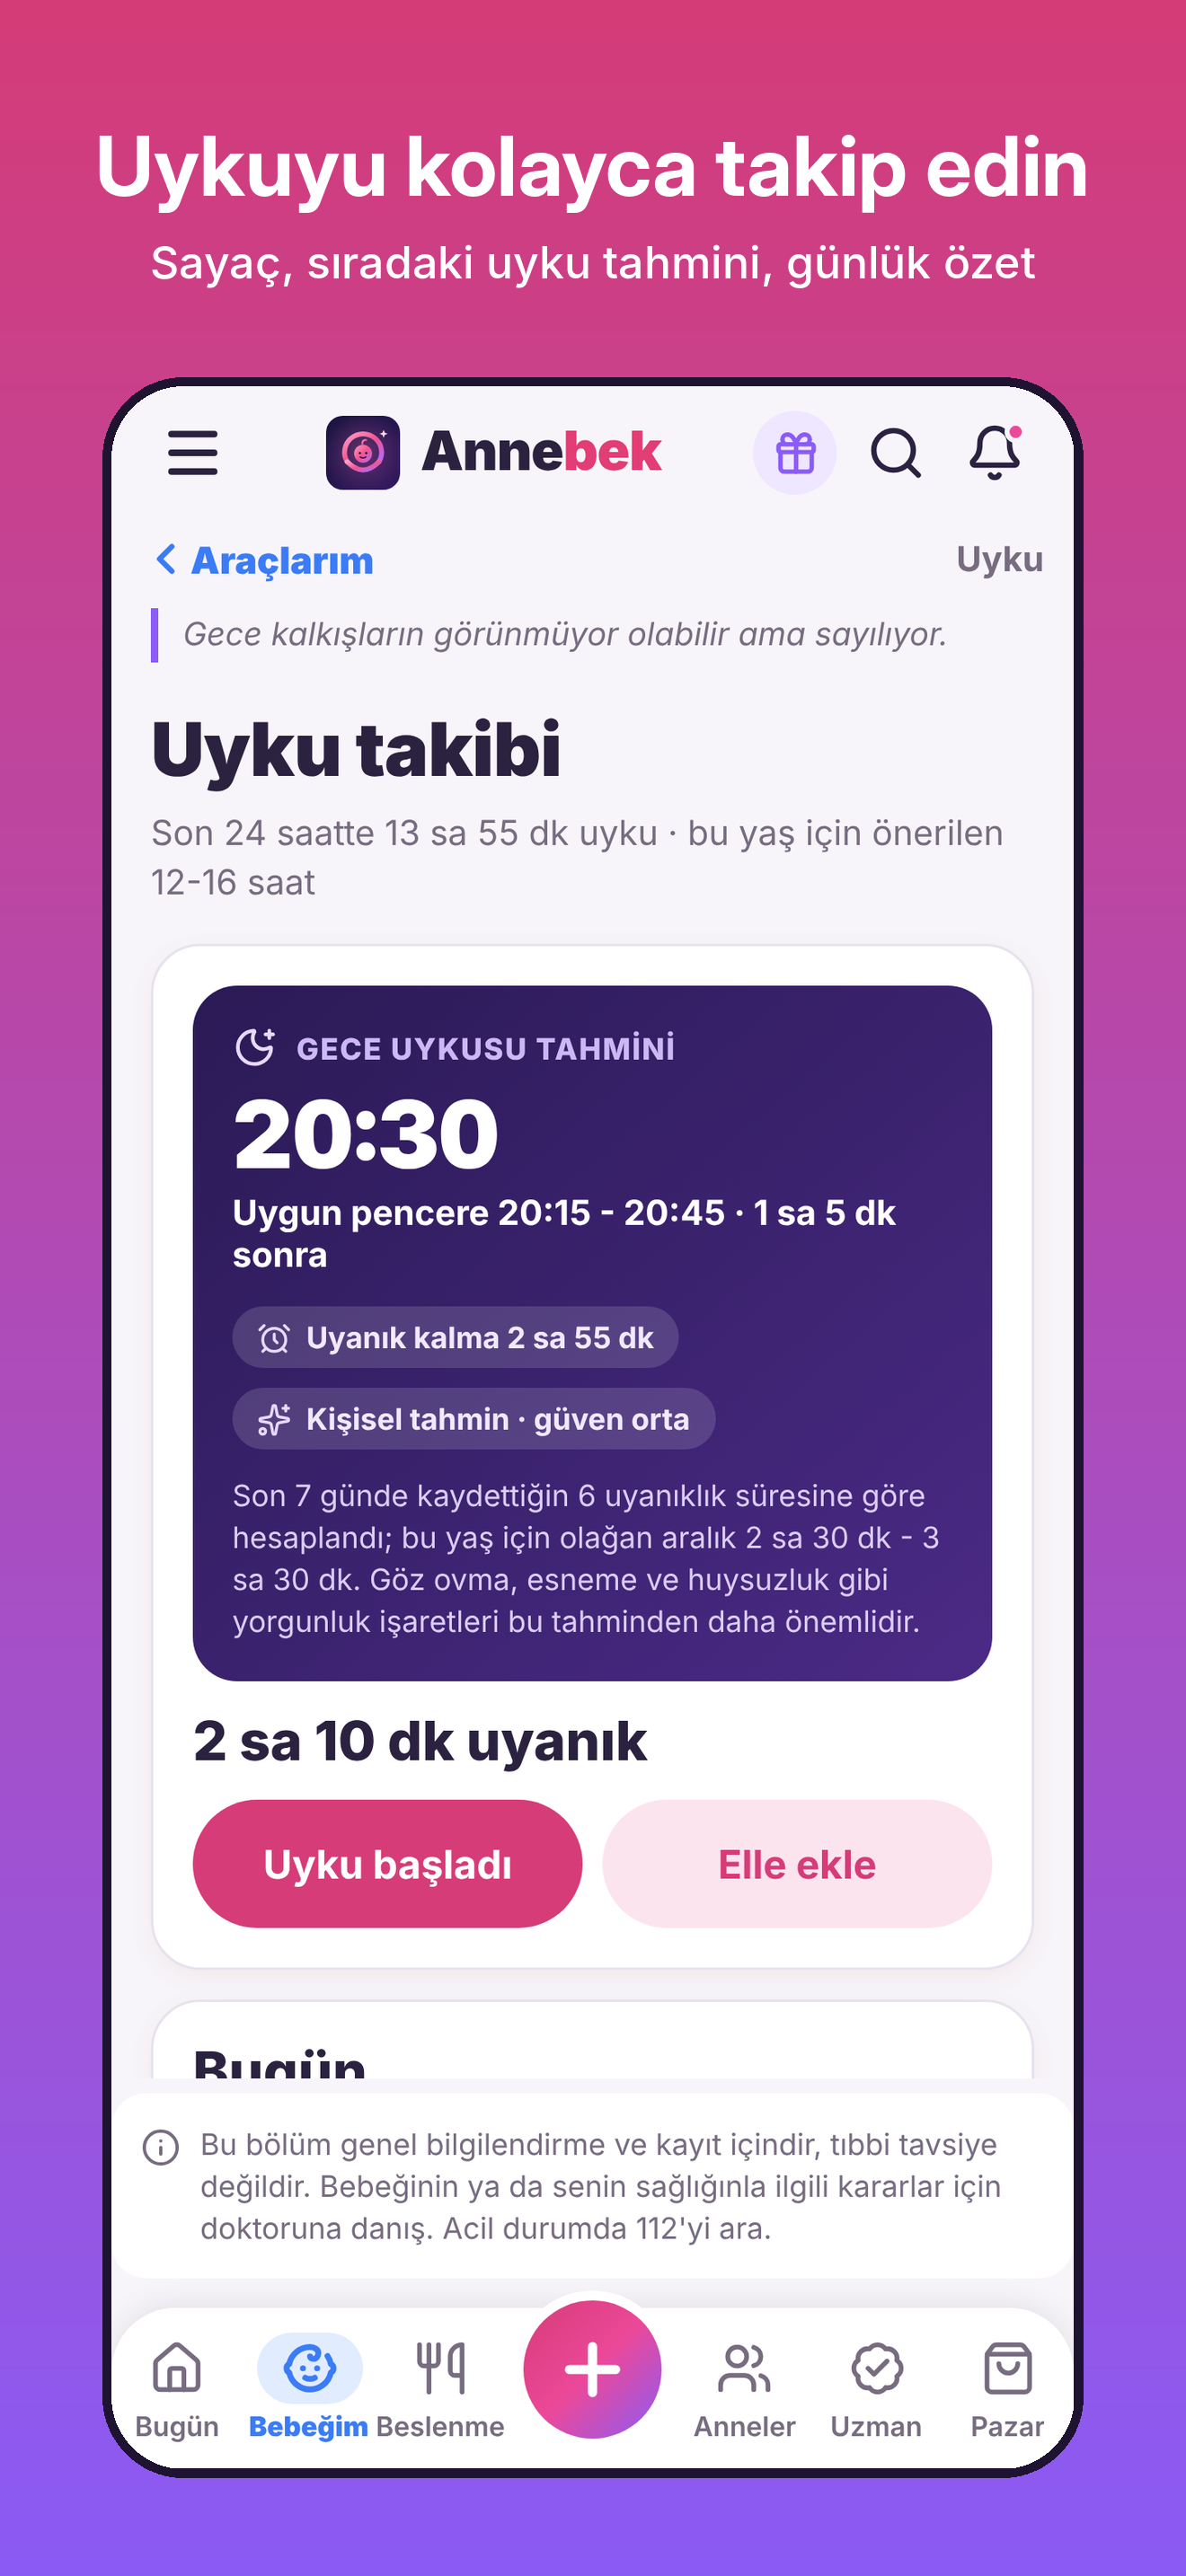 Uykuyu kolayca takip edin
Sayaç, sıradaki uyku tahmini, günlük özet
Annebek
Araçlarım
Uyku
Gece kalkışların görünmüyor olabilir ama sayılıyor.
Uyku takibi
Son 24 saatte 13 sa 55 dk uyku · bu yaş için önerilen
12-16 saat
GECE UYKUSU TAHMİNİ
20:30
Uygun pencere 20:15 - 20:45 · 1 sa 5 dk
sonra
Uyanık kalma 2 sa 55 dk
Kişisel tahmin · güven orta
Son 7 günde kaydettiğin 6 uyanıklık süresine göre
hesaplandı; bu yaş için olağan aralık 2 sa 30 dk - 3
sa 30 dk. Göz ovma, esneme ve huysuzluk gibi
yorgunluk işaretleri bu tahminden daha önemlidir.
2 sa 10 dk uyanık
Uyku başladı
Elle ekle
Bugün
Bu bölüm genel bilgilendirme ve kayıt içindir, tıbbi tavsiye
değildir. Bebeğinin ya da senin sağlığınla ilgili kararlar için
doktoruna danış. Acil durumda 112'yi ara.
Bugün
Bebeğim
Beslenme
Anneler
Uzman
Pazar